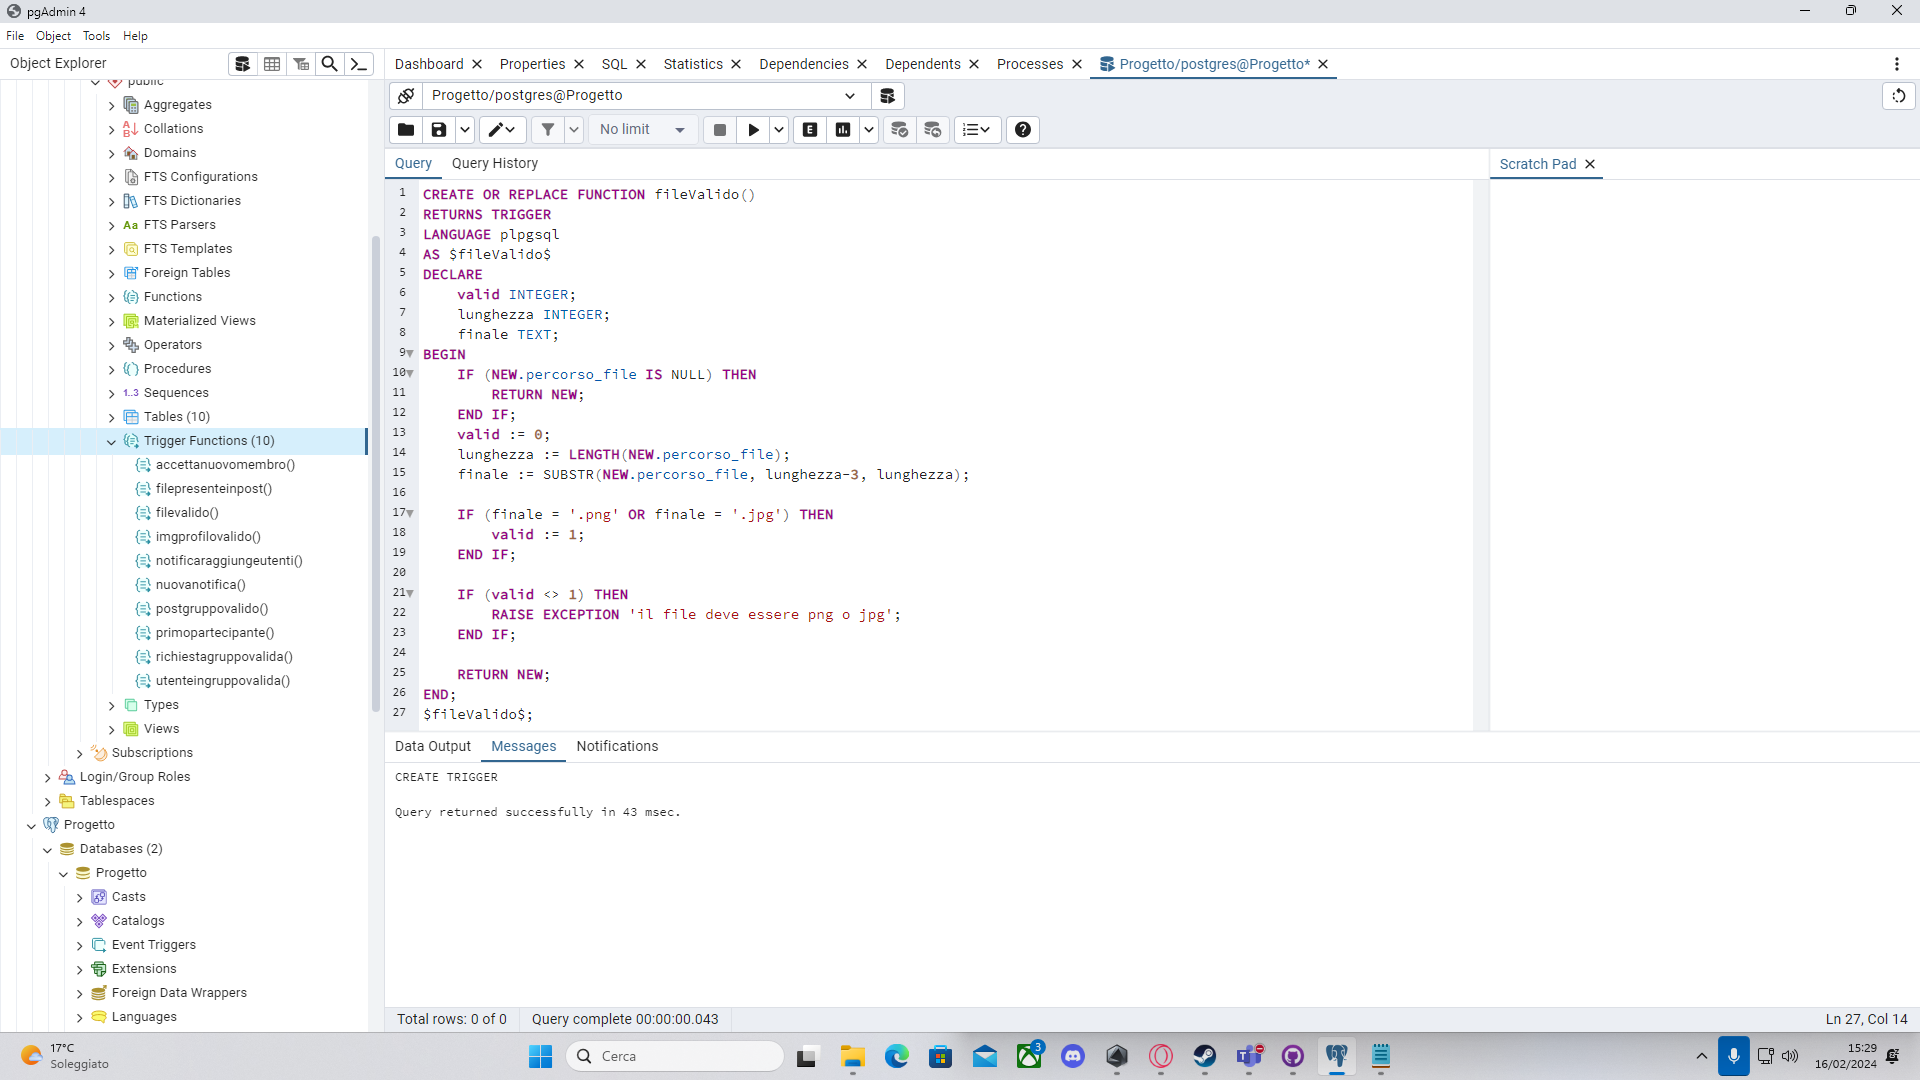 pgAdmin 4
File Object Tools Help
Object Explorer
public
Aggregates
Collations
Domains
FTS Configurations
FTS Dictionaries
Aa FTS Parsers
FTS Templates
Foreign Tables
Functions
Materialized Views
Operators
Procedures
1..3 Sequences
Tables (10)
Trigger Functions (10)
accettanuovomembro()
filepresenteinpost()
filevalido()
imgprofilovalido()
notificaraggiungeutenti()
nuovanotifica()
postgruppovalido()
primopartecipante()
richiestagruppovalida()
utenteingruppovalida()
Types
Views
Subscriptions
Login/Group Roles
Tablespaces
Progetto
Databases (2)
Progetto
Casts
Catalogs
Event Triggers
Extensions
Foreign Data Wrappers
Languages
Dashboard Properties SQL Statistics Dependencies Dependents Processes Progetto/postgres@Progetto*
Progetto/postgres@Progetto
No limit E
Query Query History
Scratch Pad
1 CREATE OR REPLACE FUNCTION fileValido()
2 RETURNS TRIGGER
3 LANGUAGE plpgsql
4 AS $fileValido$
5 DECLARE
6 valid INTEGER;
7 lunghezza INTEGER;
8 finale TEXT;
9 BEGIN
10 IF (NEW.percorso_file IS NULL) THEN
11 RETURN NEW;
12 END IF;
13 valid := 0;
14 lunghezza := LENGTH(NEW.percorso_file);
15 finale := SUBSTR(NEW.percorso_file, lunghezza-3, lunghezza);
16
17 IF (finale = '.png' OR finale = '.jpg') THEN
18 valid := 1;
19 END IF;
20
21 IF (valid <> 1) THEN
22 RAISE EXCEPTION 'il file deve essere png o jpg';
23 END IF;
24
25 RETURN NEW;
26 END;
27 $fileValido$;
Data Output Messages Notifications
CREATE TRIGGER
Query returned successfully in 43 msec.
Total rows: 0 of 0 Query complete 00:00:00.043 Ln 27, Col 14
17°C
Soleggiato
Cerca
3
15:29
16/02/2024